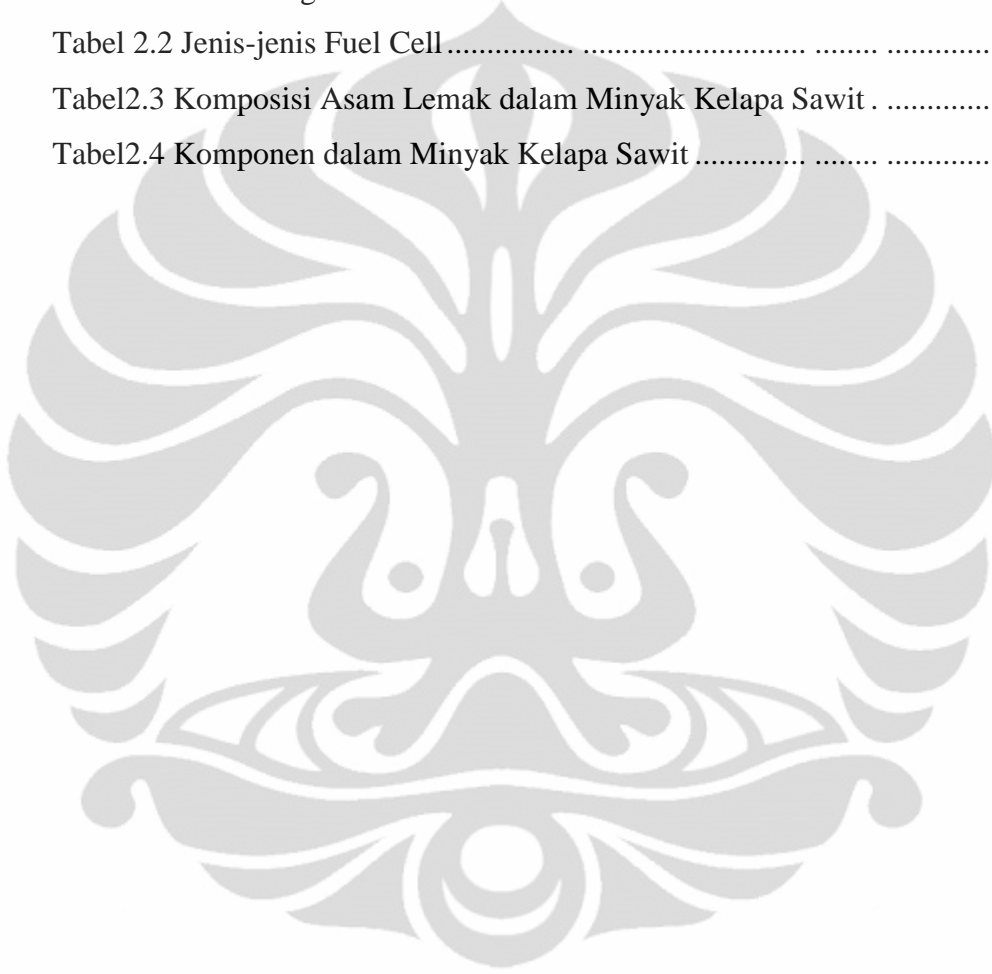 Tabel 2.2 Jenis-jenis Fuel Cell ................ ............................ ........ .............
Tabel2.3 Komposisi Asam Lemak dalam Minyak Kelapa Sawit . .............
Tabel2.4 Komponen dalam Minyak Kelapa Sawit .............. ........ .............